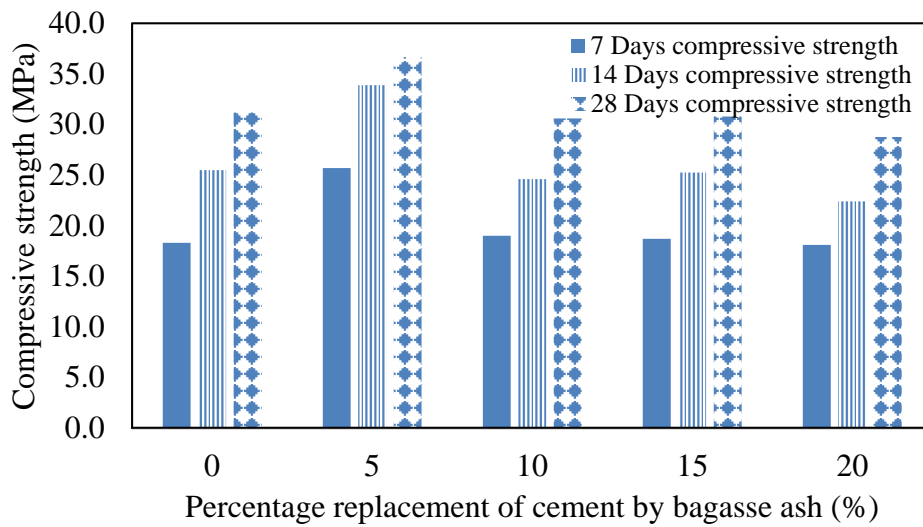 40.0
35.0
30.0
25.0
20.0
15.0
10.0
5.0
0.0
Compressive strength (MPa)
7 Days compressive strength
14 Days compressive strength
28 Days compressive strength
0 5 10 15 20
Percentage replacement of cement by bagasse ash (%)